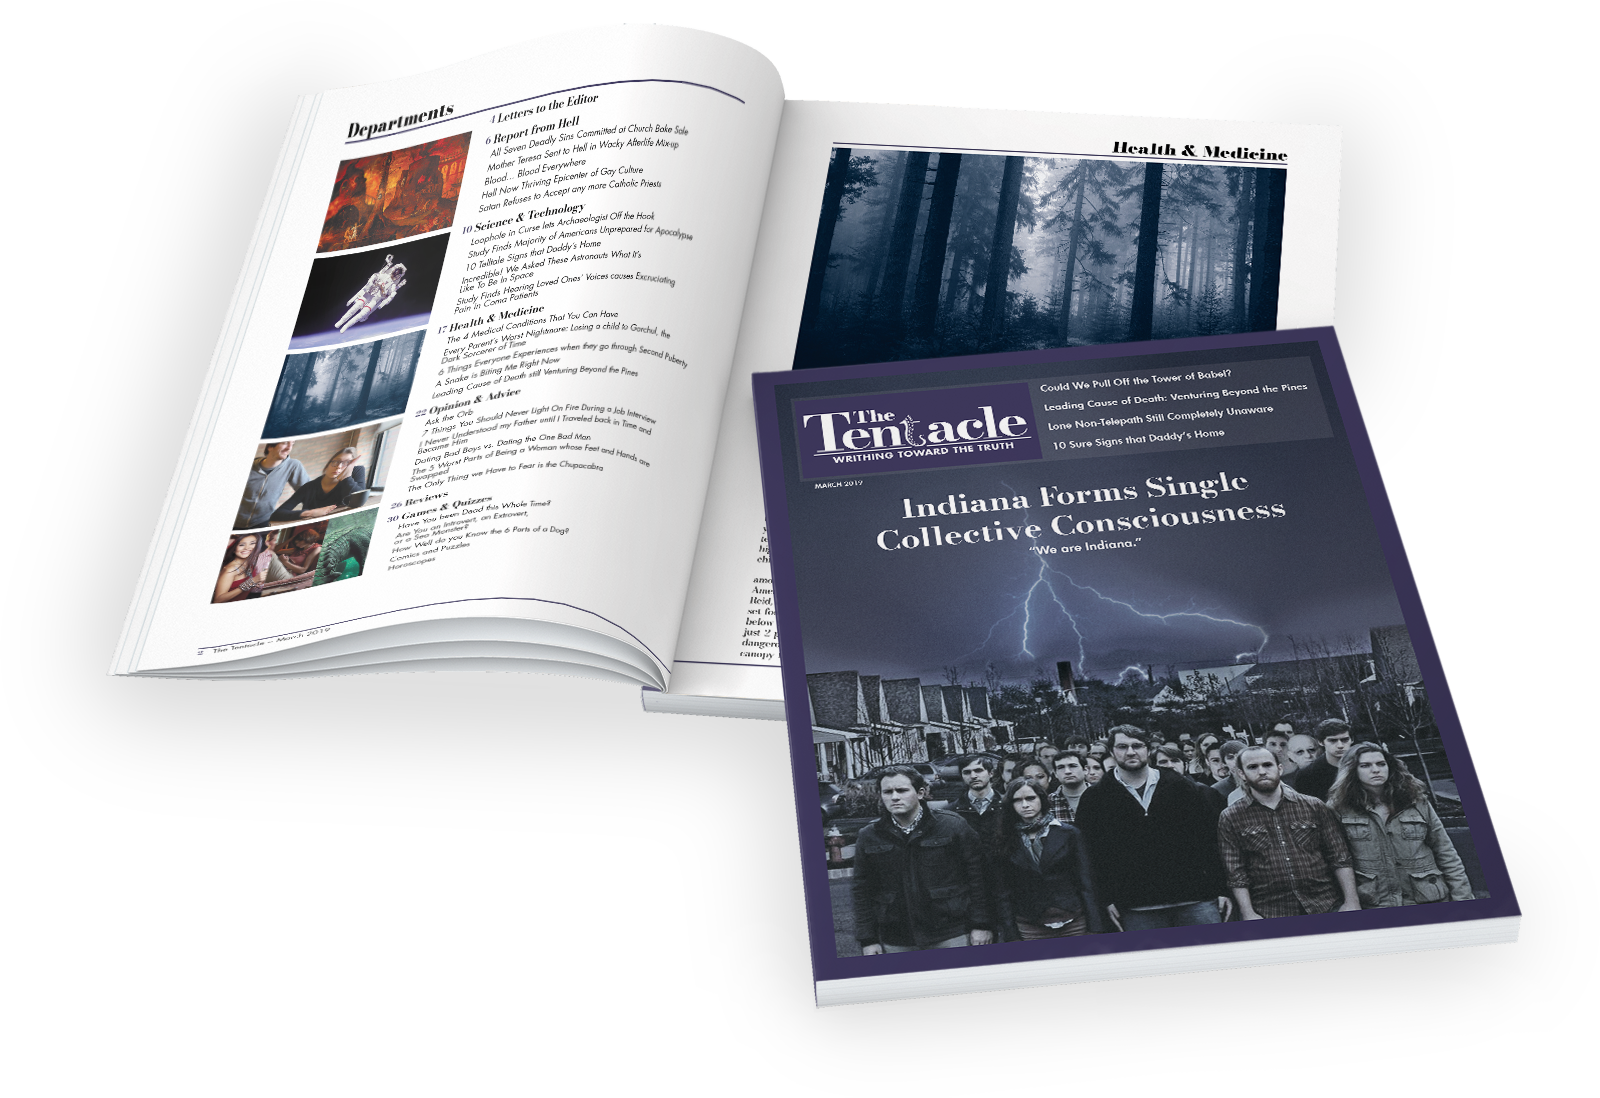 Departments
4 Letters to the Editor
6 Report from Hell
All Seven Deadly Sins Committed at Church Bake Sale
Mother Teresa Sent to Hell in Wacky Afterlife Mix-up
Blood... Blood Everywhere
Hell Now Thriving Epicenter of Gay Culture
Satan Refuses to Accept any more Catholic Priests
10 Science & Technology
Loophole in Curse lets Archaeologist Off the Hook
Study Finds Majority of Americans Unprepared for Apocalypse
10 Telltale Signs that Daddy's Home
Incredible! We Asked These Astronauts What It's
Like To Be In Space
Study Finds Hearing Loved Ones' Voices causes Excruciating
Pain in Coma Patients
17 Health & Medicine
The 4 Medical Conditions That You Can Have
Every Parent's Worst Nightmare: Losing a child to Gorchul, the
Dark Sorcerer of Time
6 Things Everyone Experiences when they go through Second Puberty
A Snake is Biting Me Right Now
Leading Cause of Death still Venturing Beyond the Pines
22 Opinion & Advice
Ask the Orb
7 Things You Should Never Light On Fire During a Job Interview
I Never Understood my Father until I Traveled back in Time and
Became Him
Dating Bad Boys vs. Dating the One Bad Man
The 5 Worst Parts of Being a Woman whose Feet and Hands are
Swapped
The Only Thing we Have to Fear is the Chupacabra
26 Reviews
30 Games & Quizzes
Have You been Dead this Whole Time?
Are You an Introvert, an Extrovert,
or a Sea Monster?
How Well do you Know the 6 Parts of a Dog?
Comics and Puzzles
Horoscopes
2 The Tentacle – March 2019
Health & Medicine
amo
Ame
Reid,
set fo
below
just 2 p
danger
canopy
The
Tentacle
WRITHING TOWARD THE TRUTH
Could We Pull Off the Tower of Babel?
Leading Cause of Death: Venturing Beyond the Pines
Lone Non-Telepath Still Completely Unaware
10 Sure Signs that Daddy's Home
MARCH 2019
Indiana Forms Single
Collective Consciousness
"We are Indiana."